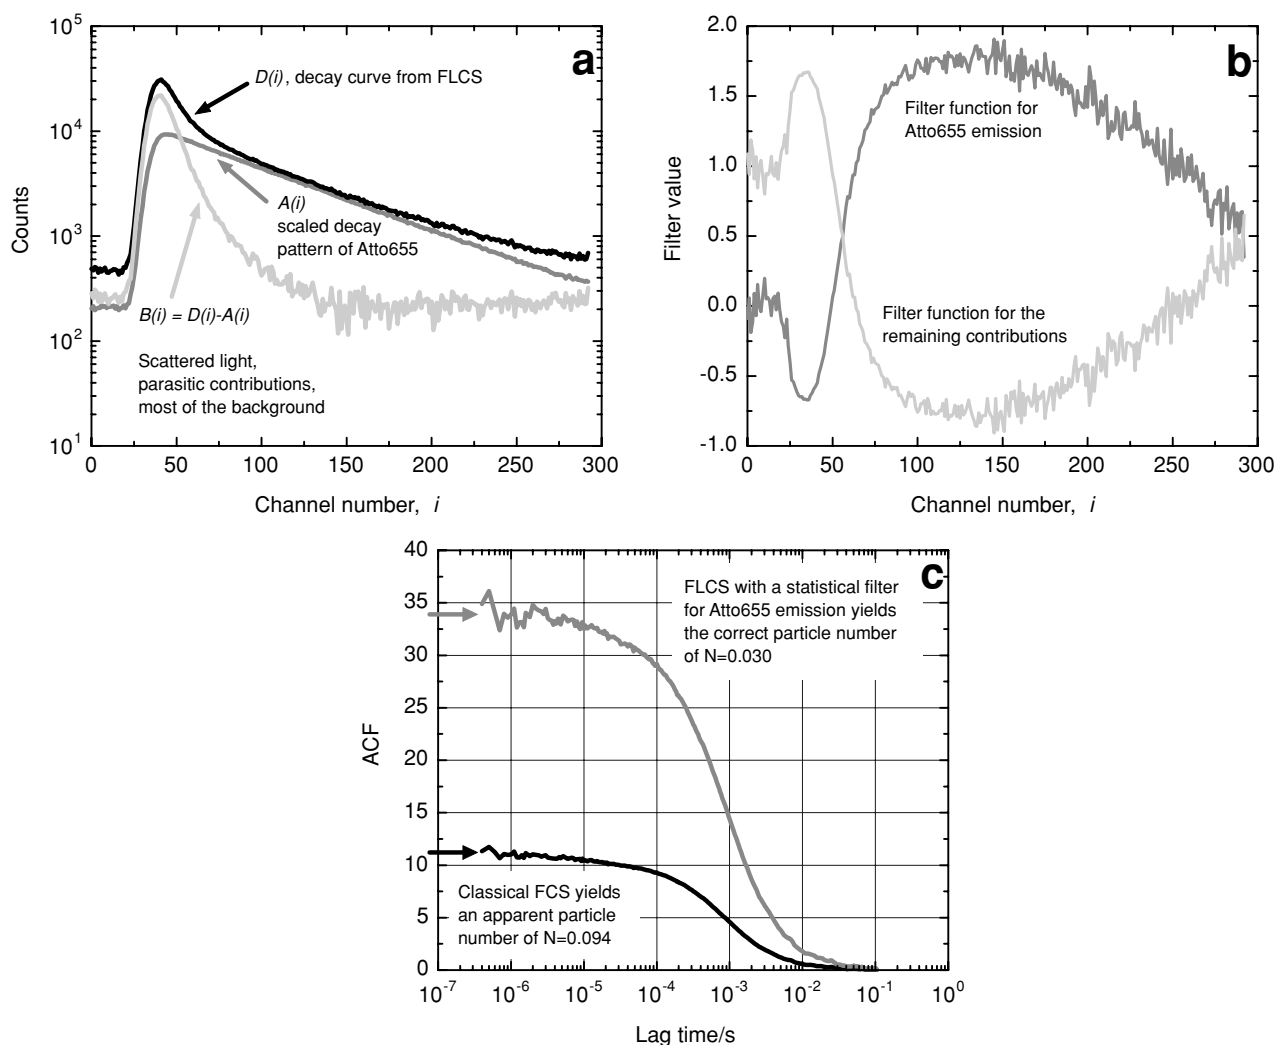 a
10^5
10^4
10^3
10^2
10^1
Counts
D(i), decay curve from FLCS
A(i)
scaled decay
pattern of Atto655
B(i) = D(i)-A(i)
Scattered light,
parasitic contributions,
most of the background
0 50 100 150 200 250 300
Channel number, i
b
2.0
1.5
1.0
0.5
0.0
-0.5
-1.0
Filter value
Filter function for
Atto655 emission
Filter function for the
remaining contributions
0 50 100 150 200 250 300
Channel number, i
c
40
35
30
25
20
15
10
5
0
ACF
FLCS with a statistical filter
for Atto655 emission yields
the correct particle number
of N=0.030
Classical FCS yields
an apparent particle
number of N=0.094
10^-7 10^-6 10^-5 10^-4 10^-3 10^-2 10^-1 10^0
Lag time/s